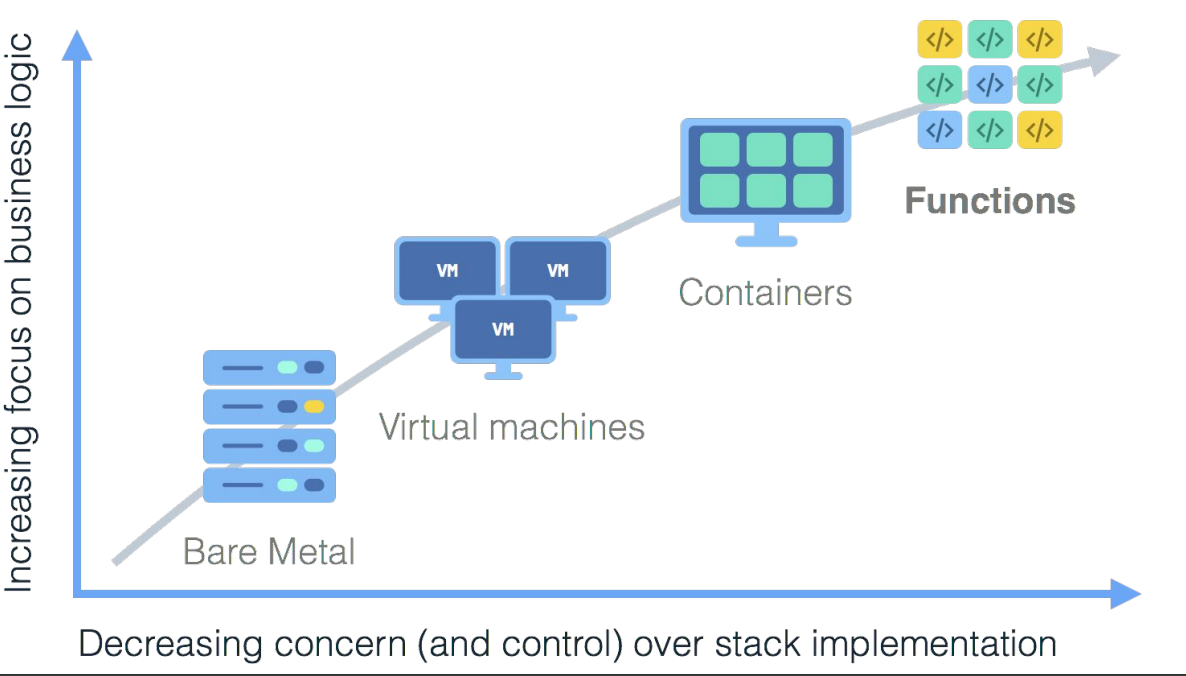 Increasing focus on business logic
</>
</>
</>
</>
</>
</>
</>
</>
</>
Functions
Containers
VM
VM
VM
Virtual machines
Bare Metal
Decreasing concern (and control) over stack implementation